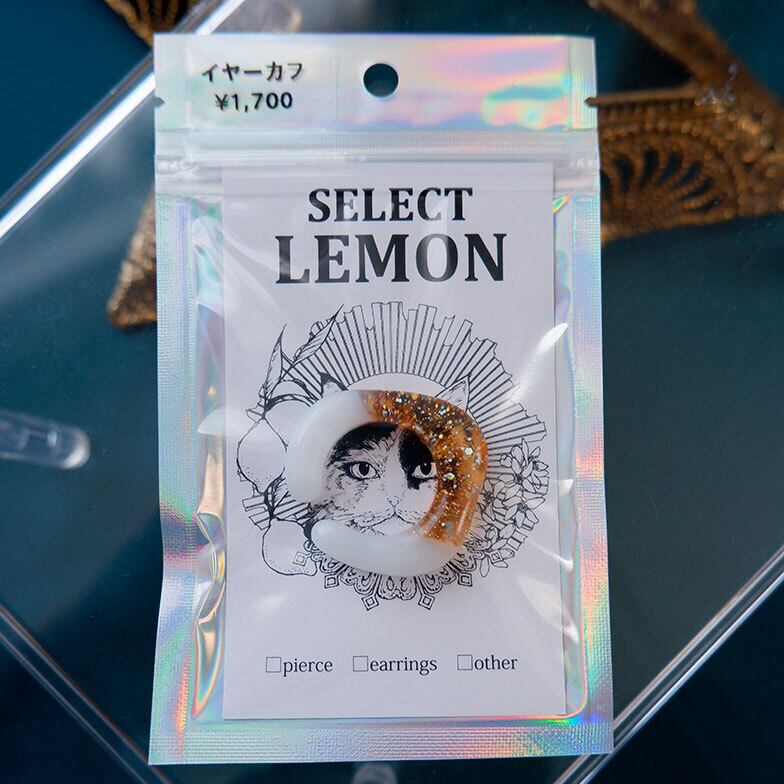 イヤーカフ
¥1,700
SELECT
LEMON
□pierce □earrings □other